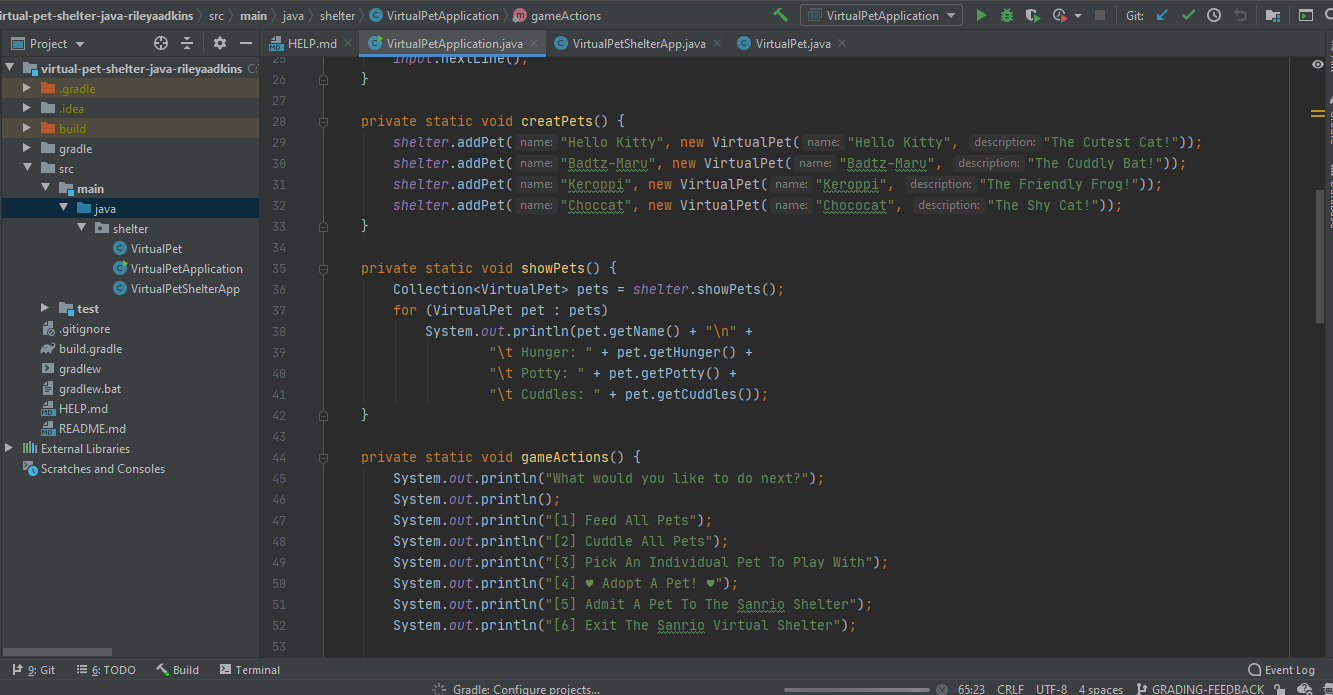 irtual-pet-shelter-java-rileyaadkins src main java shelter VirtualPetApplication gameActions VirtualPetApplication Git:
Project HELP.md VirtualPetApplication.java VirtualPetShelterApp.java VirtualPet.java
virtual-pet-shelter-java-rileyaadkins C:
.gradle
.idea
build
gradle
src
main
java
shelter
VirtualPet
VirtualPetApplication
VirtualPetShelterApp
test
.gitignore
build.gradle
gradlew
gradlew.bat
HELP.md
README.md
External Libraries
Scratches and Consoles
25 input.nextLine();
26 }
27
28 private static void creatPets() {
29 shelter.addPet( name: "Hello Kitty", new VirtualPet( name: "Hello Kitty", description: "The Cutest Cat!"));
30 shelter.addPet( name: "Badtz-Maru", new VirtualPet( name: "Badtz-Maru", description: "The Cuddly Bat!"));
31 shelter.addPet( name: "Keroppi", new VirtualPet( name: "Keroppi", description: "The Friendly Frog!"));
32 shelter.addPet( name: "Choccat", new VirtualPet( name: "Chococat", description: "The Shy Cat!"));
33 }
34
35 private static void showPets() {
36 Collection<VirtualPet> pets = shelter.showPets();
37 for (VirtualPet pet : pets)
38 System.out.println(pet.getName() + "\n" +
39 "\t Hunger: " + pet.getHunger() +
40 "\t Potty: " + pet.getPotty() +
41 "\t Cuddles: " + pet.getCuddles());
42 }
43
44 private static void gameActions() {
45 System.out.println("What would you like to do next?");
46 System.out.println();
47 System.out.println("[1] Feed All Pets");
48 System.out.println("[2] Cuddle All Pets");
49 System.out.println("[3] Pick An Individual Pet To Play With");
50 System.out.println("[4] ♥ Adopt A Pet! ♥");
51 System.out.println("[5] Admit A Pet To The Sanrio Shelter");
52 System.out.println("[6] Exit The Sanrio Virtual Shelter");
53
9: Git 6: TODO Build Terminal Event Log
Gradle: Configure projects... 65:23 CRLF UTF-8 4 spaces GRADING-FEEDBACK